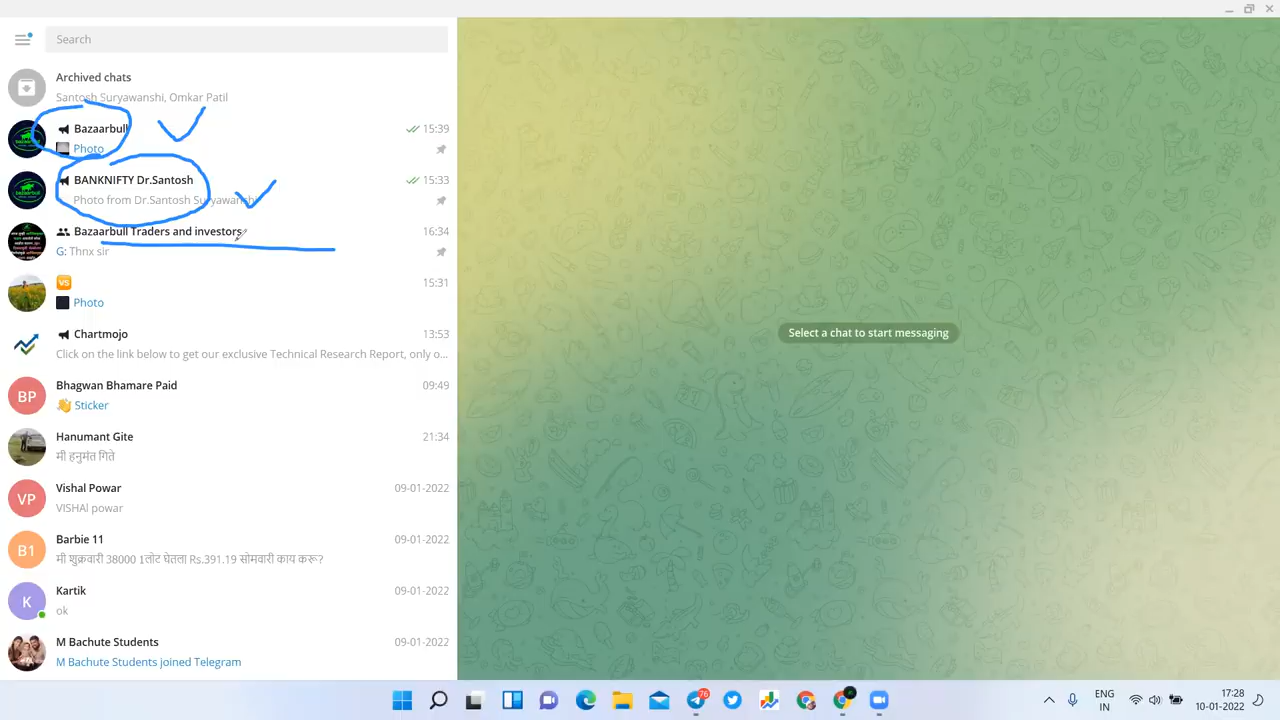 Search
Archived chats
Santosh Suryawanshi, Omkar Patil
Bazaarbull 15:39
Photo
BANKNIFTY Dr.Santosh 15:33
Photo from Dr.Santosh Suryawanshi
Bazaarbull Traders and investors 16:34
G: Thnx sir
VS 15:31
Photo
Chartmojo 13:53
Click on the link below to get our exclusive Technical Research Report, only o...
BP Bhagwan Bhamare Paid 09:49
👋 Sticker
Hanumant Gite 21:34
मी हनुमंत गिते
VP Vishal Powar 09-01-2022
VISHAl powar
B1 Barbie 11 09-01-2022
मी शुक्रवारी 38000 1लोट घेतला Rs.391.19 सोमवारी काय करू?
K Kartik 09-01-2022
ok
M Bachute Students 09-01-2022
M Bachute Students joined Telegram
Select a chat to start messaging
76
ENG
IN
17:28
10-01-2022